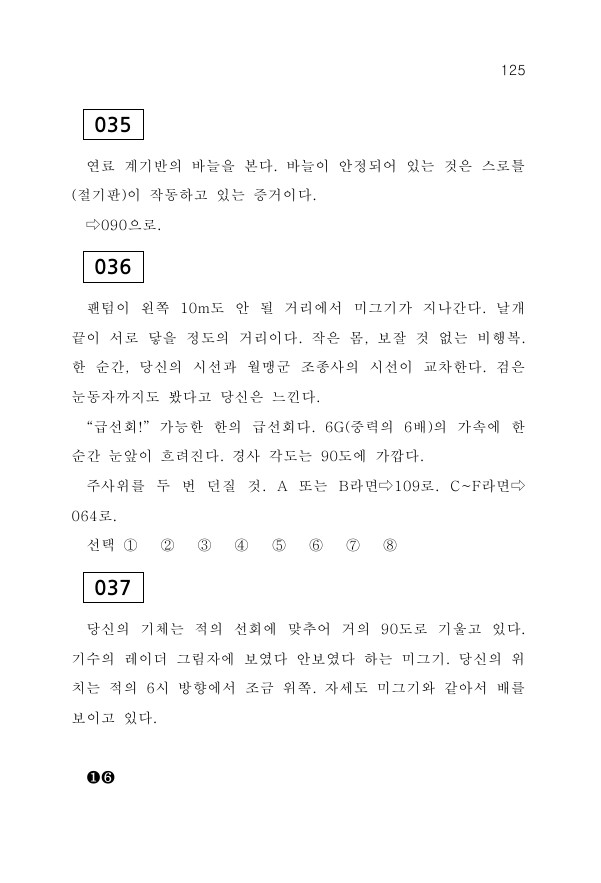 125
035
연료 계기반의 바늘을 본다. 바늘이 안정되어 있는 것은 스로틀
(절기판)이 작동하고 있는 증거이다.
⇨090으로.
036
팬텀이 왼쪽 10m도 안 될 거리에서 미그기가 지나간다. 날개
끝이 서로 닿을 정도의 거리이다. 작은 몸, 보잘 것 없는 비행복.
한 순간, 당신의 시선과 월맹군 조종사의 시선이 교차한다. 검은
눈동자까지도 봤다고 당신은 느낀다.
“급선회!” 가능한 한의 급선회다. 6G(중력의 6배)의 가속에 한
순간 눈앞이 흐려진다. 경사 각도는 90도에 가깝다.
주사위를 두 번 던질 것. A 또는 B라면⇨109로. C~F라면⇨
064로.
선택 ① ② ③ ④ ⑤ ⑥ ⑦ ⑧
037
당신의 기체는 적의 선회에 맞추어 거의 90도로 기울고 있다.
기수의 레이더 그림자에 보였다 안보였다 하는 미그기. 당신의 위
치는 적의 6시 방향에서 조금 위쪽. 자세도 미그기와 같아서 배를
보이고 있다.
❶❻